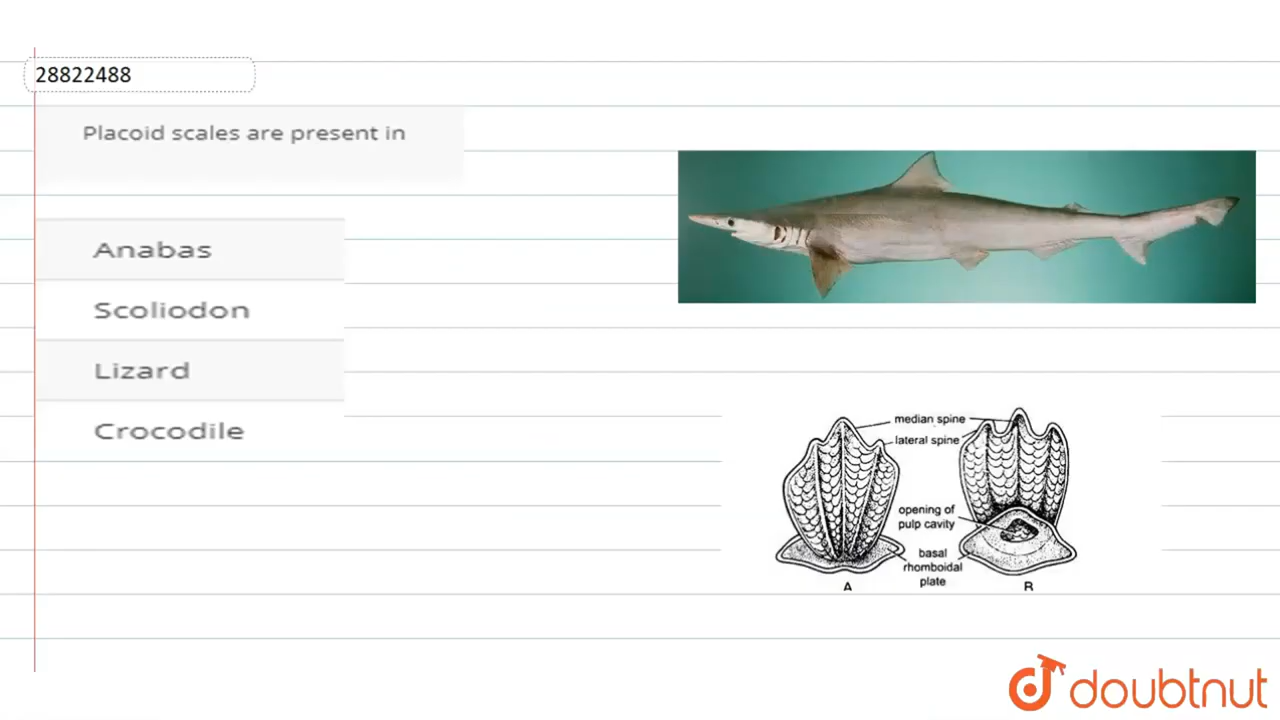 28822488
Placoid scales are present in
Anabas
Scoliodon
Lizard
Crocodile
median spine
lateral spine
opening of
pulp cavity
basal
rhomboidal
plate
A
B
doubtnut